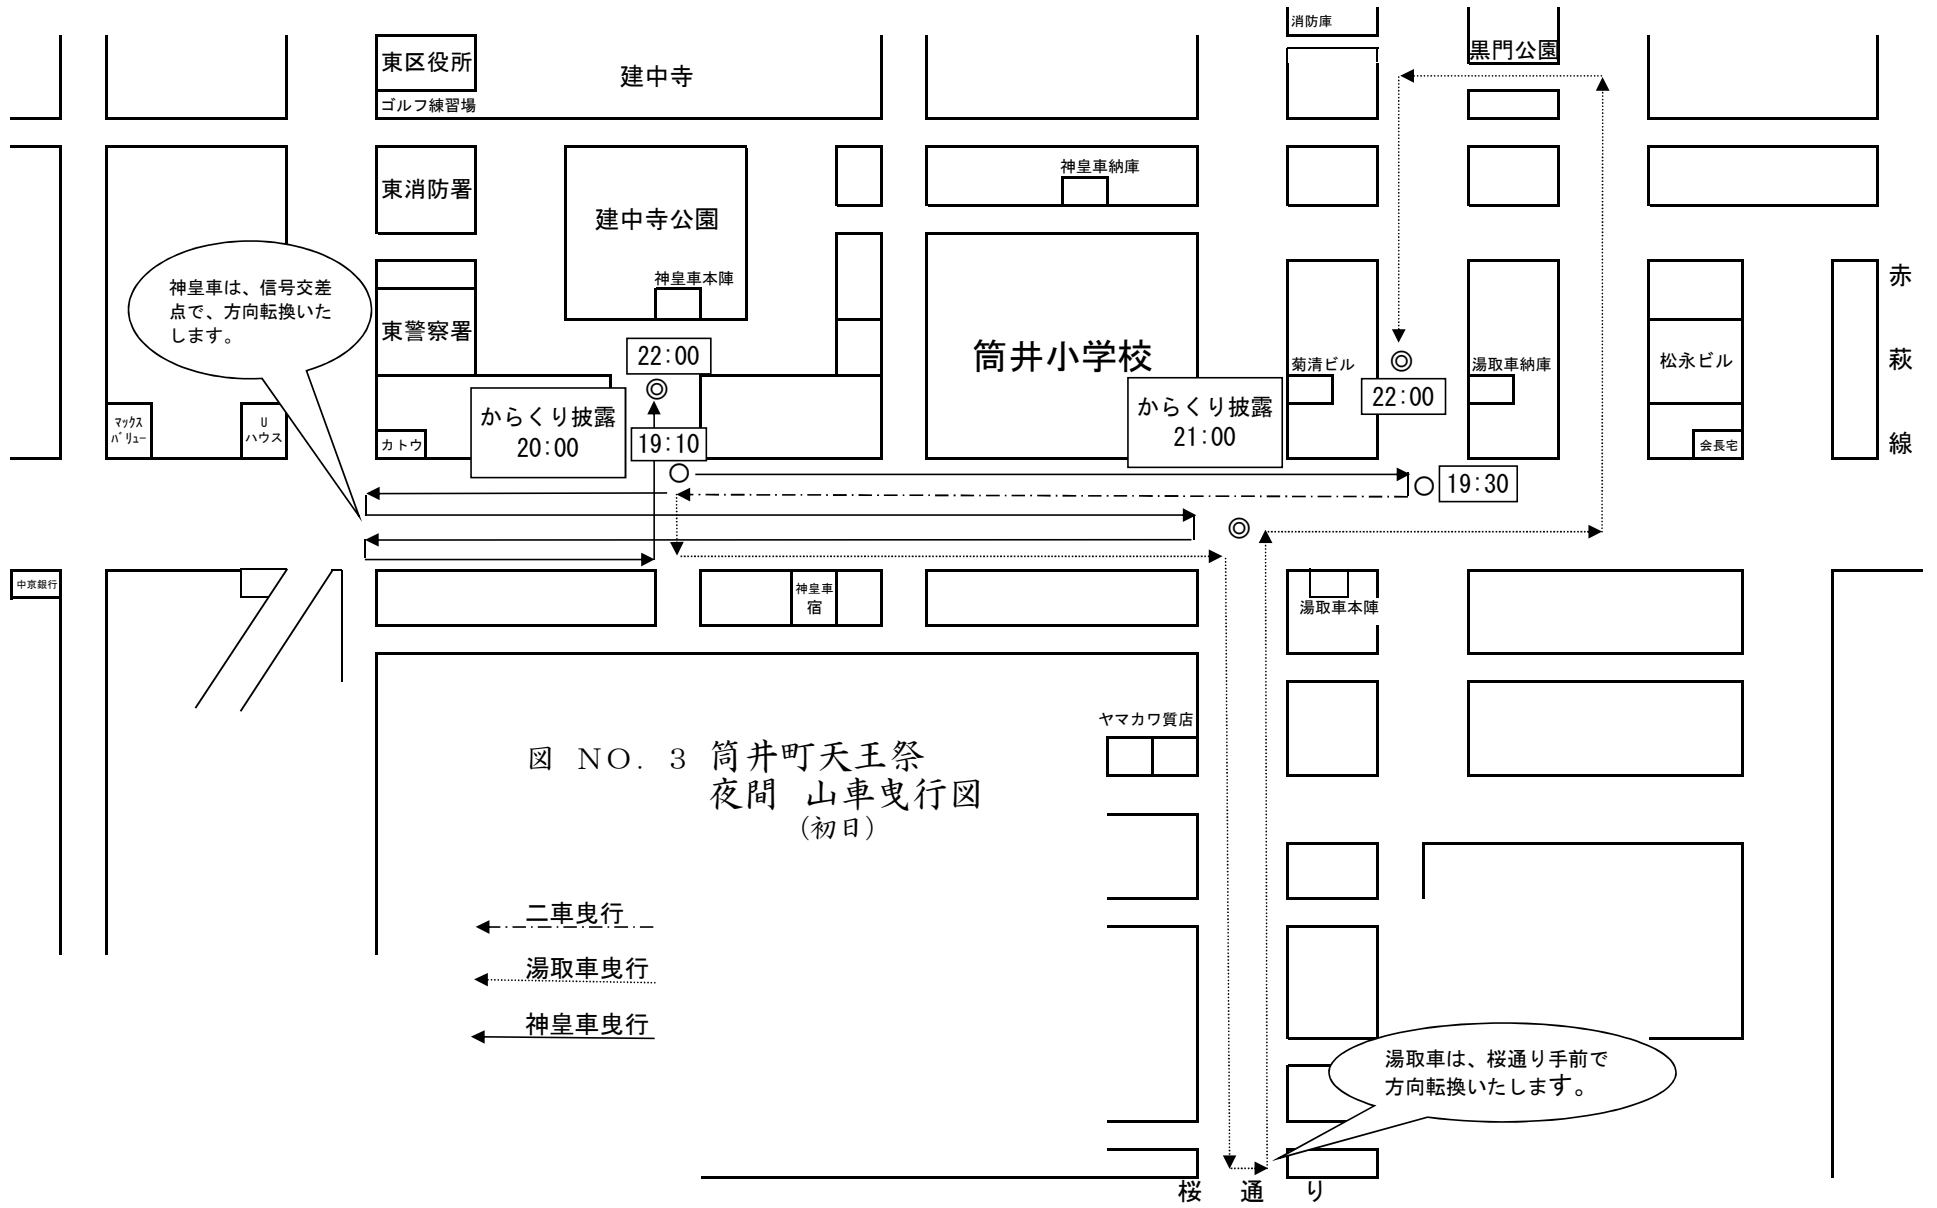 消防庫
東区役所
建中寺
黒門公園
ゴルフ練習場
神皇車納庫
東消防署
建中寺公園
神皇車本陣
赤
萩
線
神皇車は、信号交差
点で、方向転換いた
します。
東警察署
22:00
筒井小学校
菊清ビル
湯取車納庫
松永ビル
22:00
からくり披露
20:00
からくり披露
21:00
マックス
バリュー
U
ハウス
カトウ
19:10
会長宅
19:30
中京銀行
神皇車
宿
湯取車本陣
ヤマカワ質店
図 NO. 3 筒井町天王祭
夜間 山車曳行図
(初日)
二車曳行
湯取車曳行
神皇車曳行
湯取車は、桜通り手前で
方向転換いたします。
桜 通 り